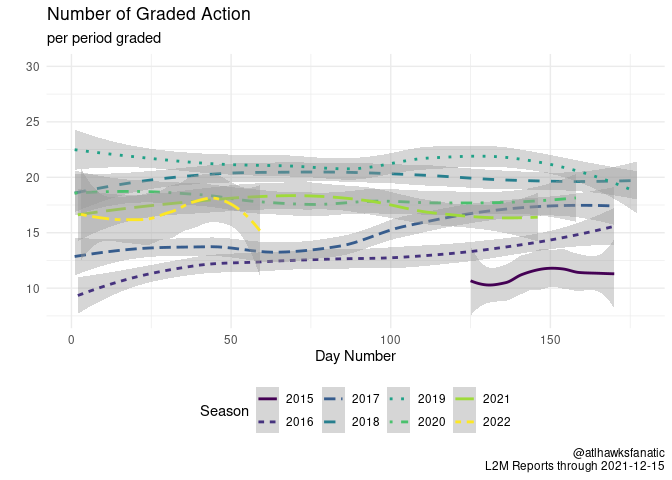 Number of Graded Action
per period graded
30
25
20
15
10
0 50 100 150
Day Number
Season
2015 2017 2019 2021
2016 2018 2020 2022
@atlhawksfanatic
L2M Reports through 2021-12-15